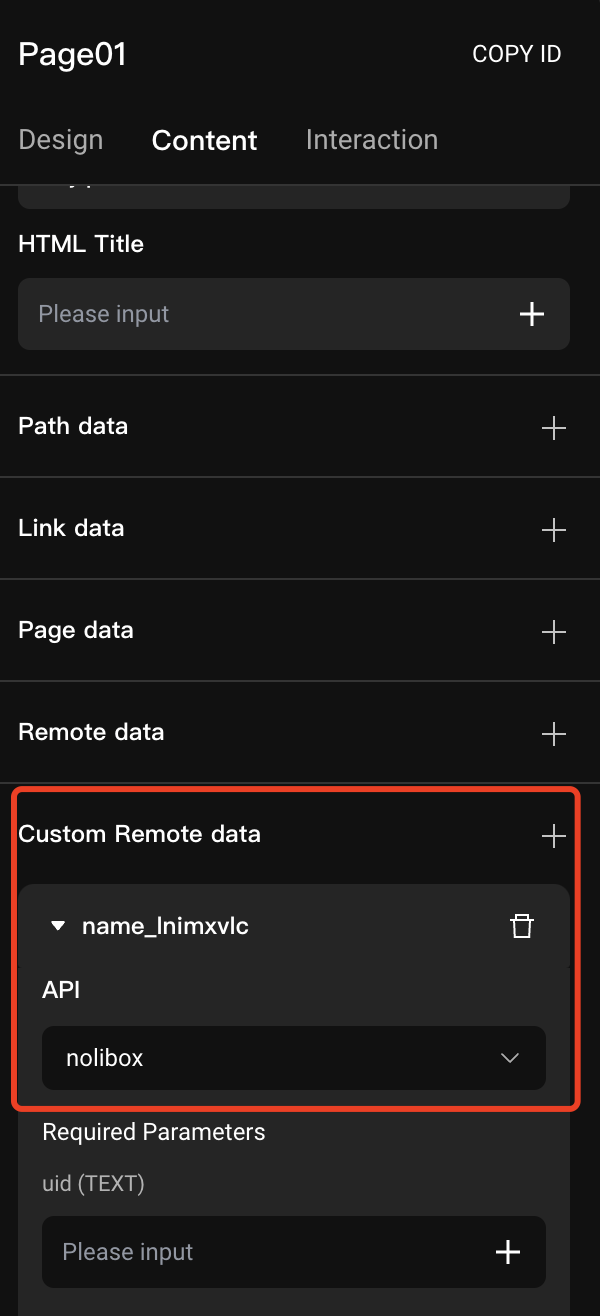 Page01
COPY ID
Design
Content
Interaction
HTML Title
Please input
Path data
Link data
Page data
Remote data
Custom Remote data
name_lnimxvlc
API
nolibox
Required Parameters
uid (TEXT)
Please input